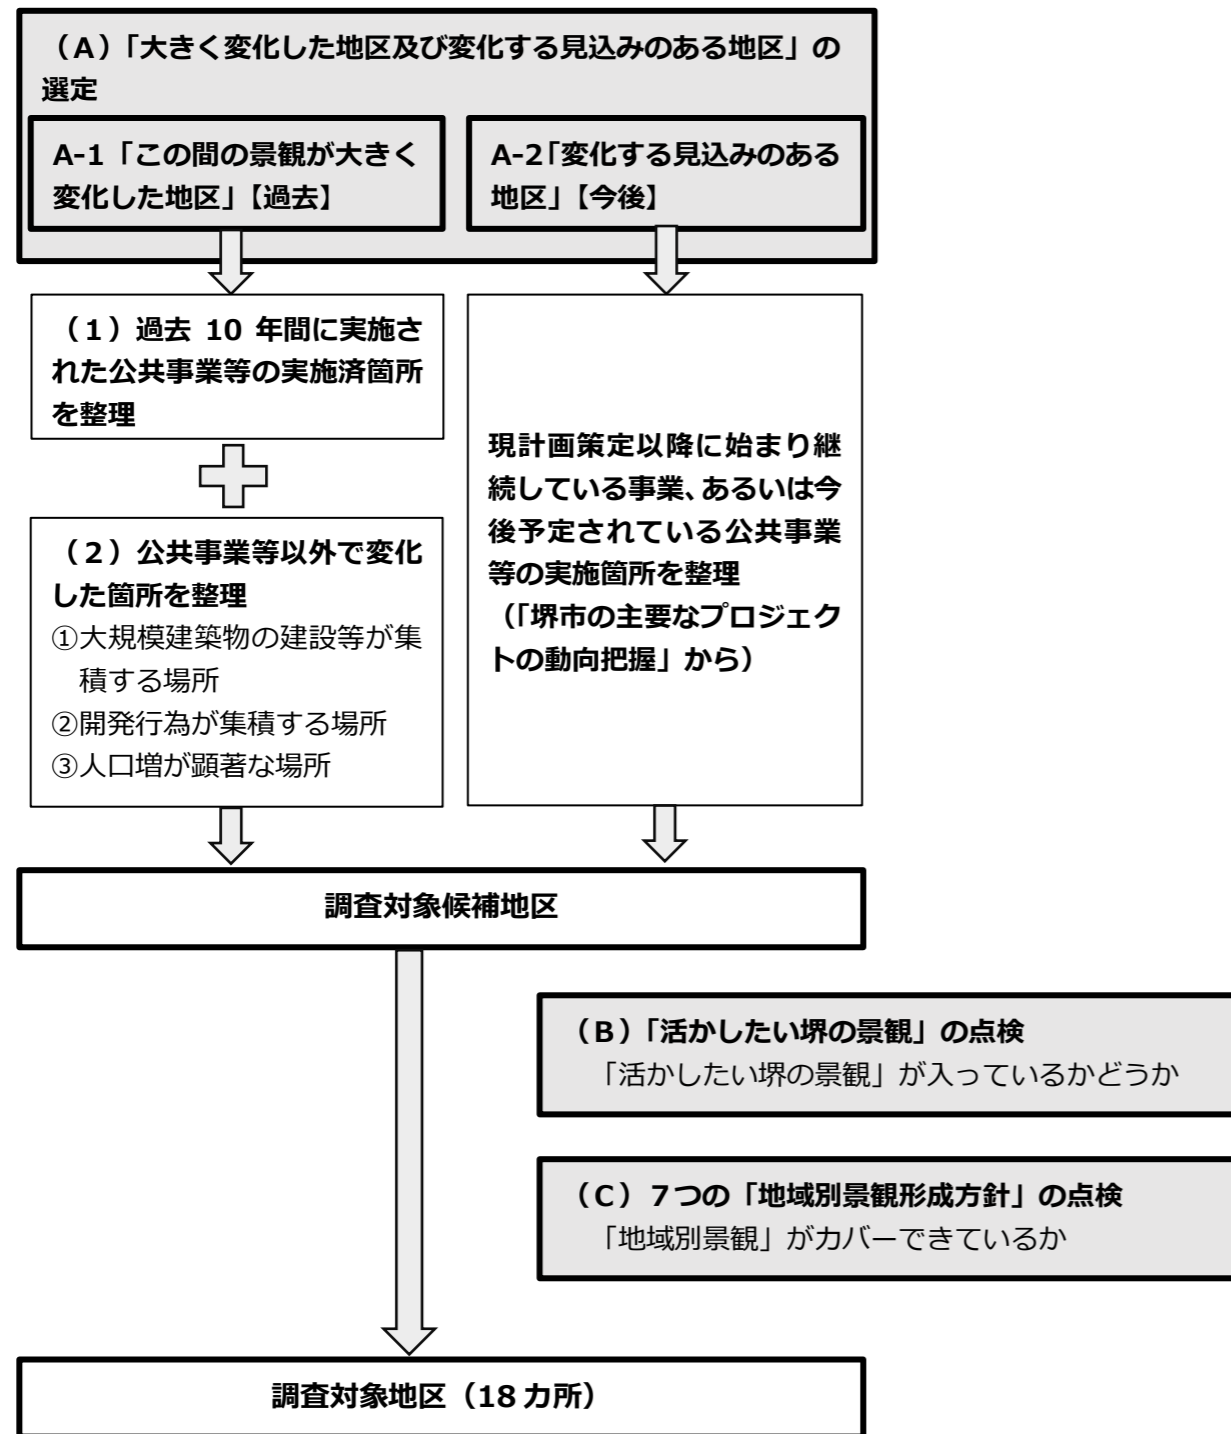 （A）「大きく変化した地区及び変化する見込みのある地区」の
選定
A-1「この間の景観が大きく
変化した地区」【過去】
A-2「変化する見込みのある
地区」【今後】
（1）過去 10 年間に実施さ
れた公共事業等の実施済箇所
を整理
（2）公共事業等以外で変化
した箇所を整理
①大規模建築物の建設等が集
積する場所
②開発行為が集積する場所
③人口増が顕著な場所
現計画策定以降に始まり継
続している事業、あるいは今
後予定されている公共事業
等の実施箇所を整理
（「堺市の主要なプロジェク
トの動向把握」から）
調査対象候補地区
（B）「活かしたい堺の景観」の点検
「活かしたい堺の景観」が入っているかどうか
（C）７つの「地域別景観形成方針」の点検
「地域別景観」がカバーできているか
調査対象地区（18 カ所）